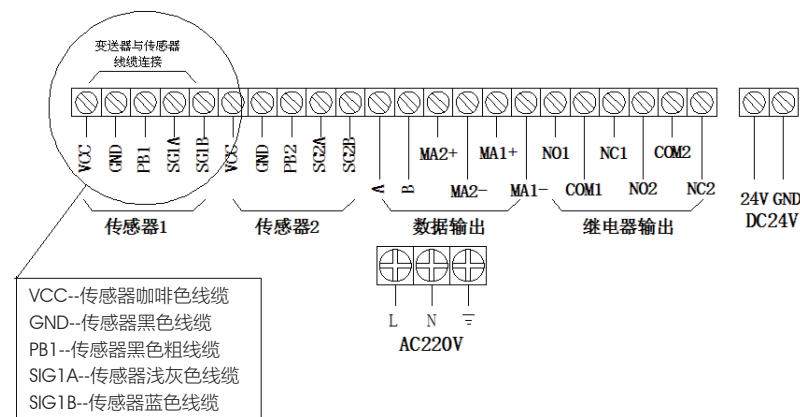 变送器与传感器
线缆连接
VCC GND PB1 SG1A SG1B VCC GND PB2 SG2A SG2B A B MA2+ MA2- MA1+ MA1- NO1 COM1 NC1 NO2 COM2 NC2 24V GND
传感器1 传感器2 数据输出 继电器输出 DC24V
L N
AC220V
VCC--传感器咖啡色线缆
GND--传感器黑色线缆
PB1--传感器黑色粗线缆
SIG1A--传感器浅灰色线缆
SIG1B--传感器蓝色线缆